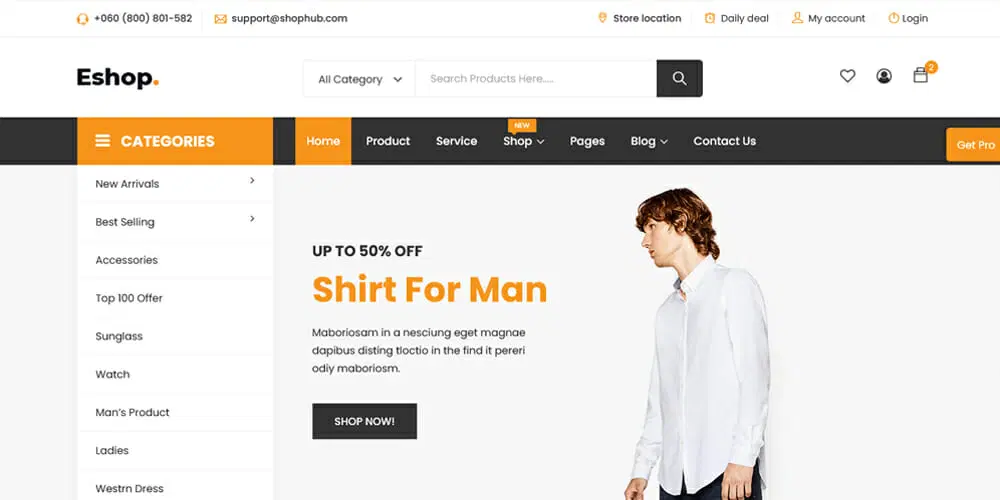 +060 (800) 801-582 support@shophub.com Store location Daily deal My account Login
Eshop. All Category Search Products Here..... 2
NEW
CATEGORIES Home Product Service Shop Pages Blog Contact Us
Get Pro
New Arrivals
Best Selling
Accessories
Top 100 Offer
Sunglass
Watch
Man's Product
Ladies
Westrn Dress
UP TO 50% OFF
Shirt For Man
Maboriosam in a nesciung eget magnae
dapibus disting tloctio in the find it pereri
odiy maboriosm.
SHOP NOW!